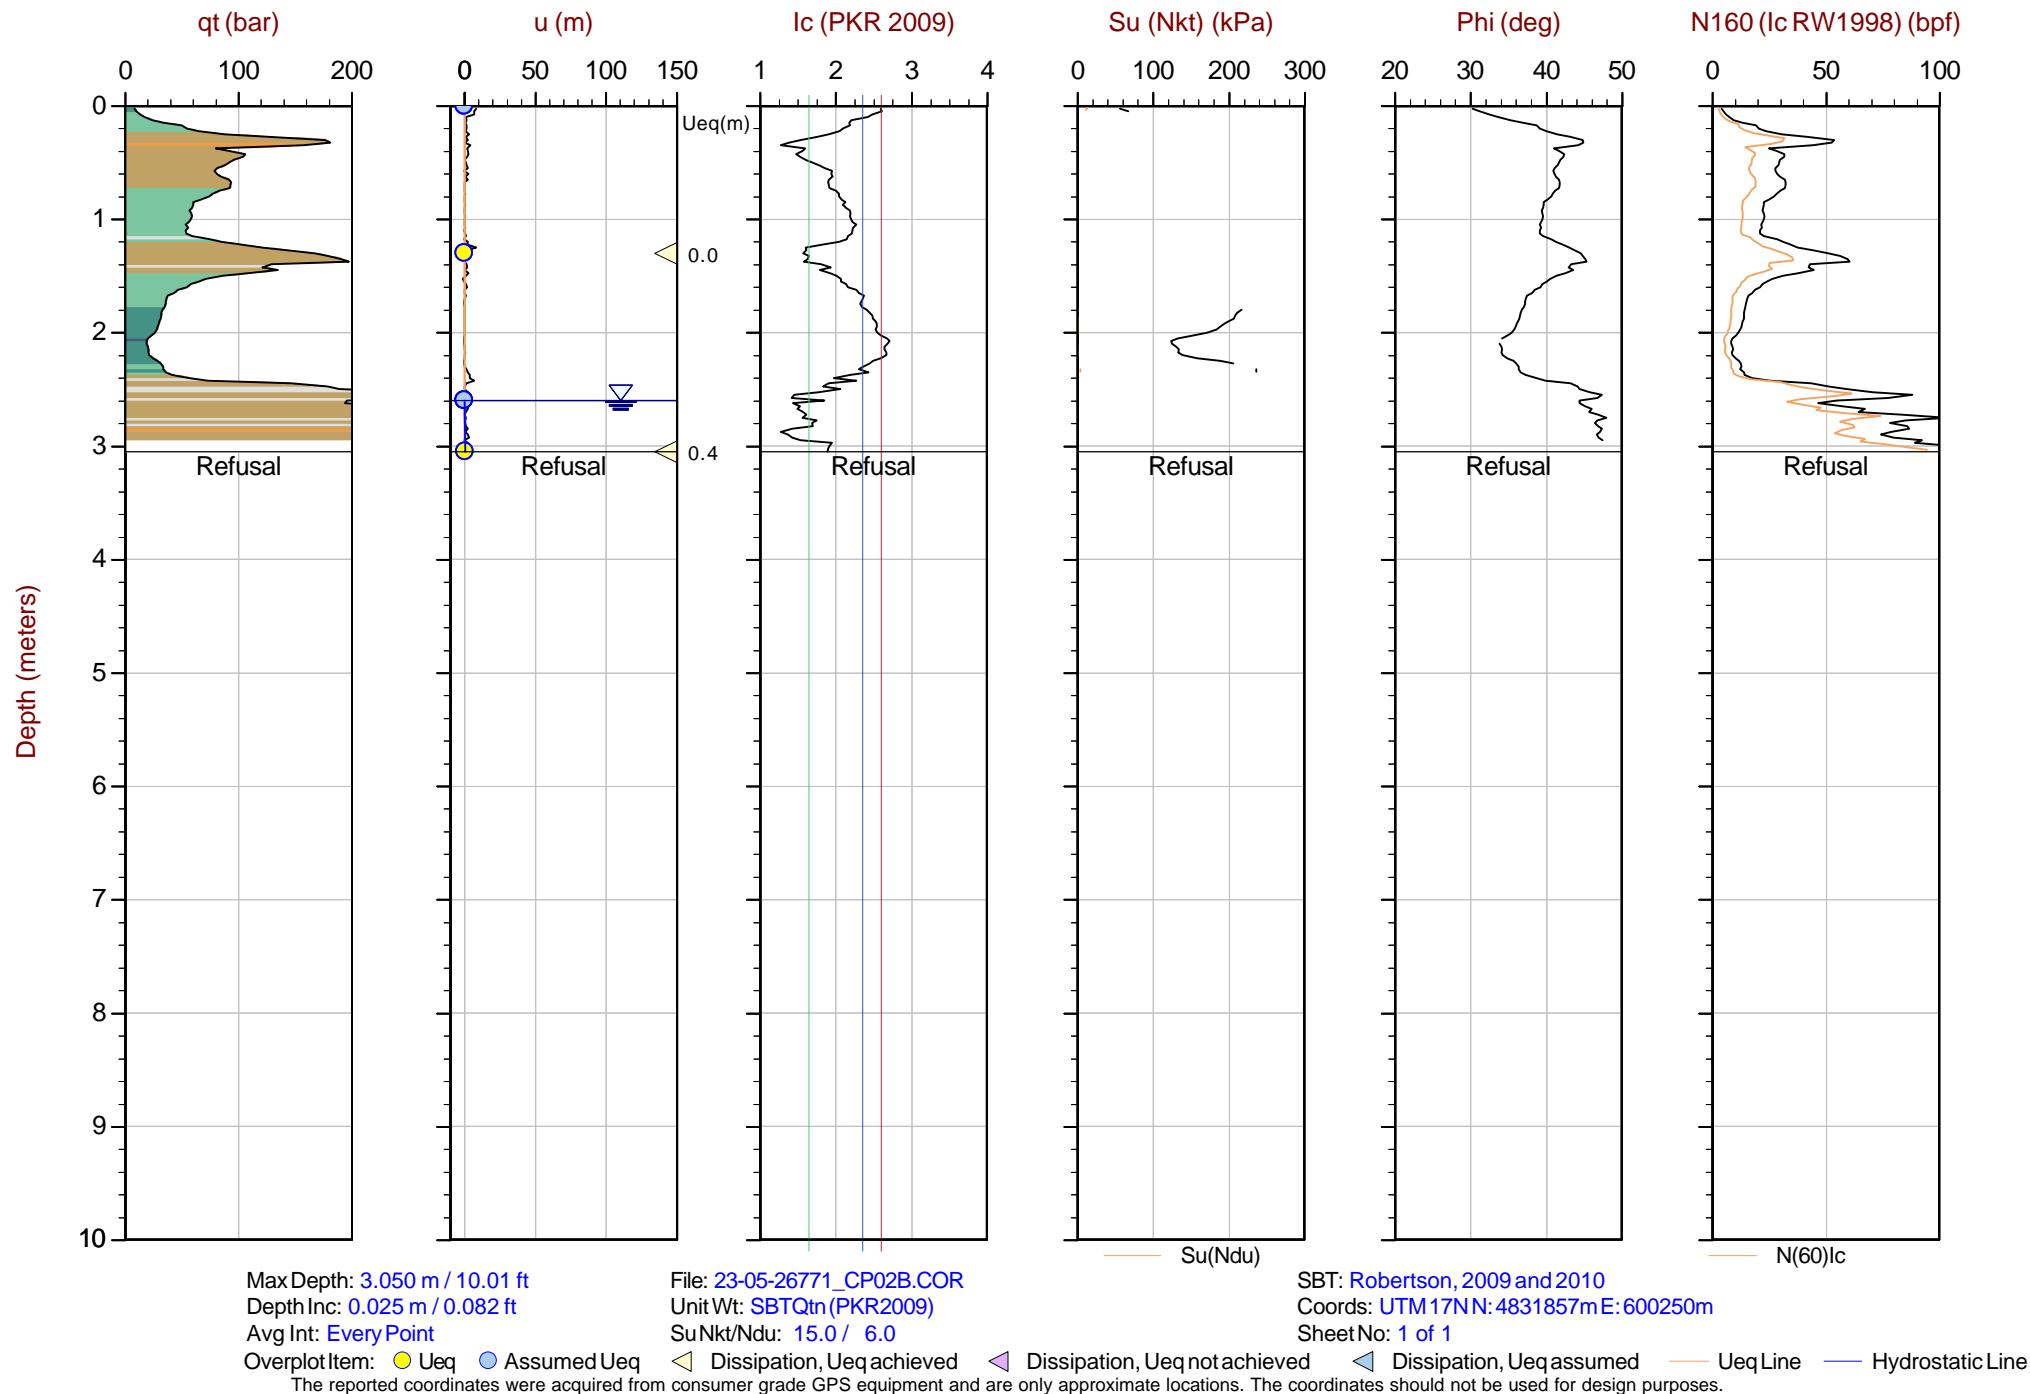 qt (bar) u (m) Ic (PKR 2009) Su (Nkt) (kPa) Phi (deg) N160 (Ic RW1998) (bpf)
0 100 200 0 50 100 150 1 2 3 4 0 100 200 300 20 30 40 50 0 50 100
0
Ueq(m)
1
0.0
2
3
0.4
Refusal Refusal Refusal Refusal Refusal Refusal
4
5
Depth (meters)
6
7
8
9
10
Su(Ndu) N(60)Ic
Max Depth: 3.050 m / 10.01 ft File: 23-05-26771_CP02B.COR SBT: Robertson, 2009 and 2010
Depth Inc: 0.025 m / 0.082 ft Unit Wt: SBTQtn (PKR2009) Coords: UTM 17N N: 4831857m E: 600250m
Avg Int: Every Point Su Nkt/Ndu: 15.0 / 6.0 Sheet No: 1 of 1
Overplot Item: Ueq Assumed Ueq Dissipation, Ueq achieved Dissipation, Ueq not achieved Dissipation, Ueq assumed Ueq Line Hydrostatic Line
The reported coordinates were acquired from consumer grade GPS equipment and are only approximate locations. The coordinates should not be used for design purposes.